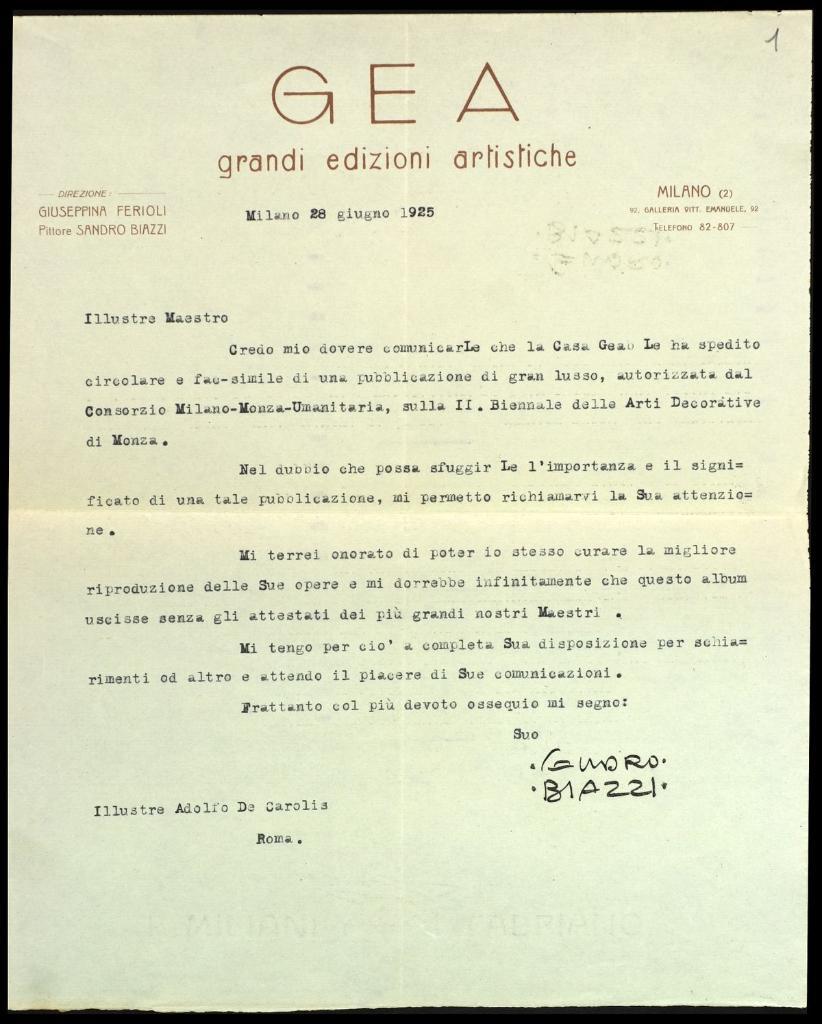 1
GEA
grandi edizioni artistiche
DIREZIONE:
GIUSEPPINA FERIOLI
Pittore SANDRO BIAZZI
MILANO (2)
92, GALLERIA VITT. EMANUELE, 92
TELEFONO 82-807
Milano 28 giugno 1925
Illustre Maestro
Credo mio dovere comunicarLe che la Casa Geao Le ha spedito
circolare e fac-simile di una pubblicazione di gran lusso, autorizzata dal
Consorzio Milano-Monza-Umanitaria, sulla II. Biennale delle Arti Decorative
di Monza.
Nel dubbio che possa sfuggir Le l'importanza e il signi=
ficato di una tale pubblicazione, mi permetto richiamarvi la Sua attenzio=
ne.
Mi terrei onorato di poter io stesso curare la migliore
riproduzione delle Sue opere e mi dorrebbe infinitamente che questo album
uscisse senza gli attestati dei più grandi nostri Maestri .
Mi tengo per cio' a completa Sua disposizione per schia=
rimenti od altro e attendo il piacere di Sue comunicazioni.
Frattanto col più devoto ossequio mi segno:
Suo
BIAZZI
Illustre Adolfo De Carolis
Roma.